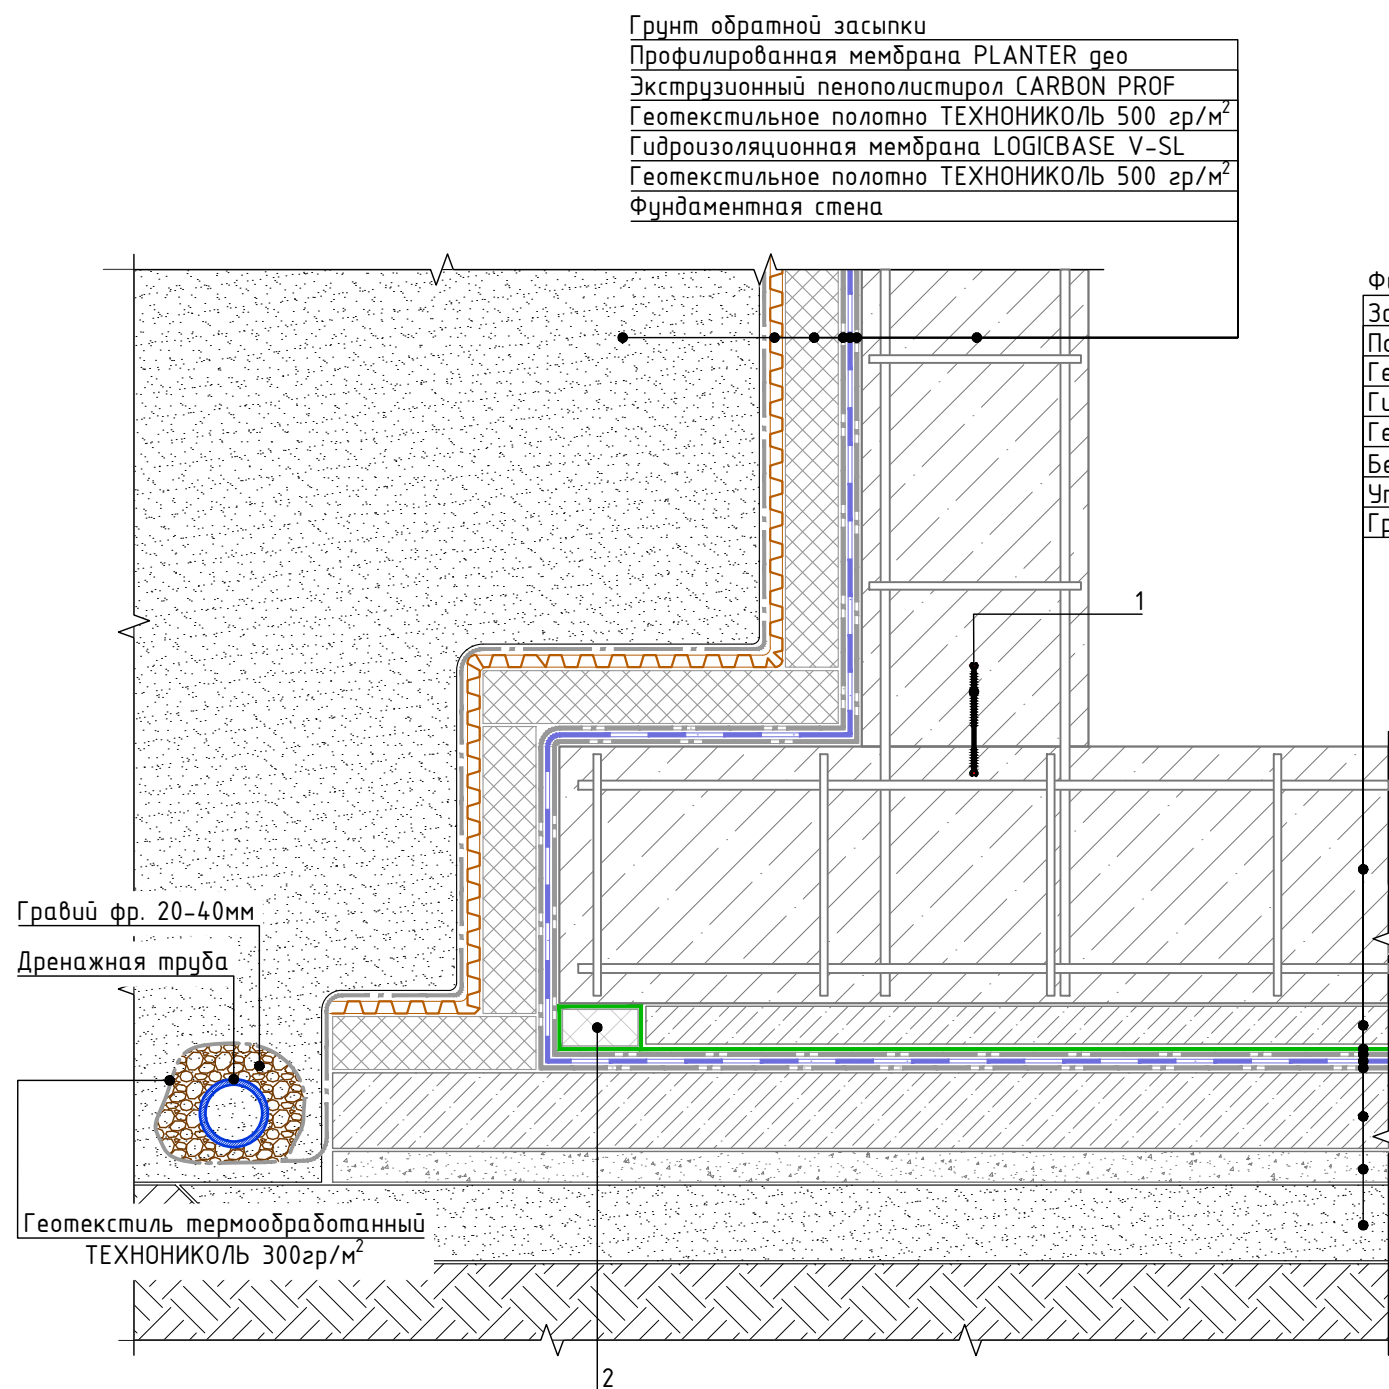 Грунт обратной засыпки
Профилированная мембрана PLANTER geo
Экструзионный пенополистирол CARBON PROF
Геотекстильное полотно ТЕХНОНИКОЛЬ 500 гр/м²
Гидроизоляционная мембрана LOGICBASE V-SL
Геотекстильное полотно ТЕХНОНИКОЛЬ 500 гр/м²
Фундаментная стена
1
Гравий фр. 20-40мм
Дренажная труба
Геотекстиль термообработанный
ТЕХНОНИКОЛЬ 300гр/м²
2